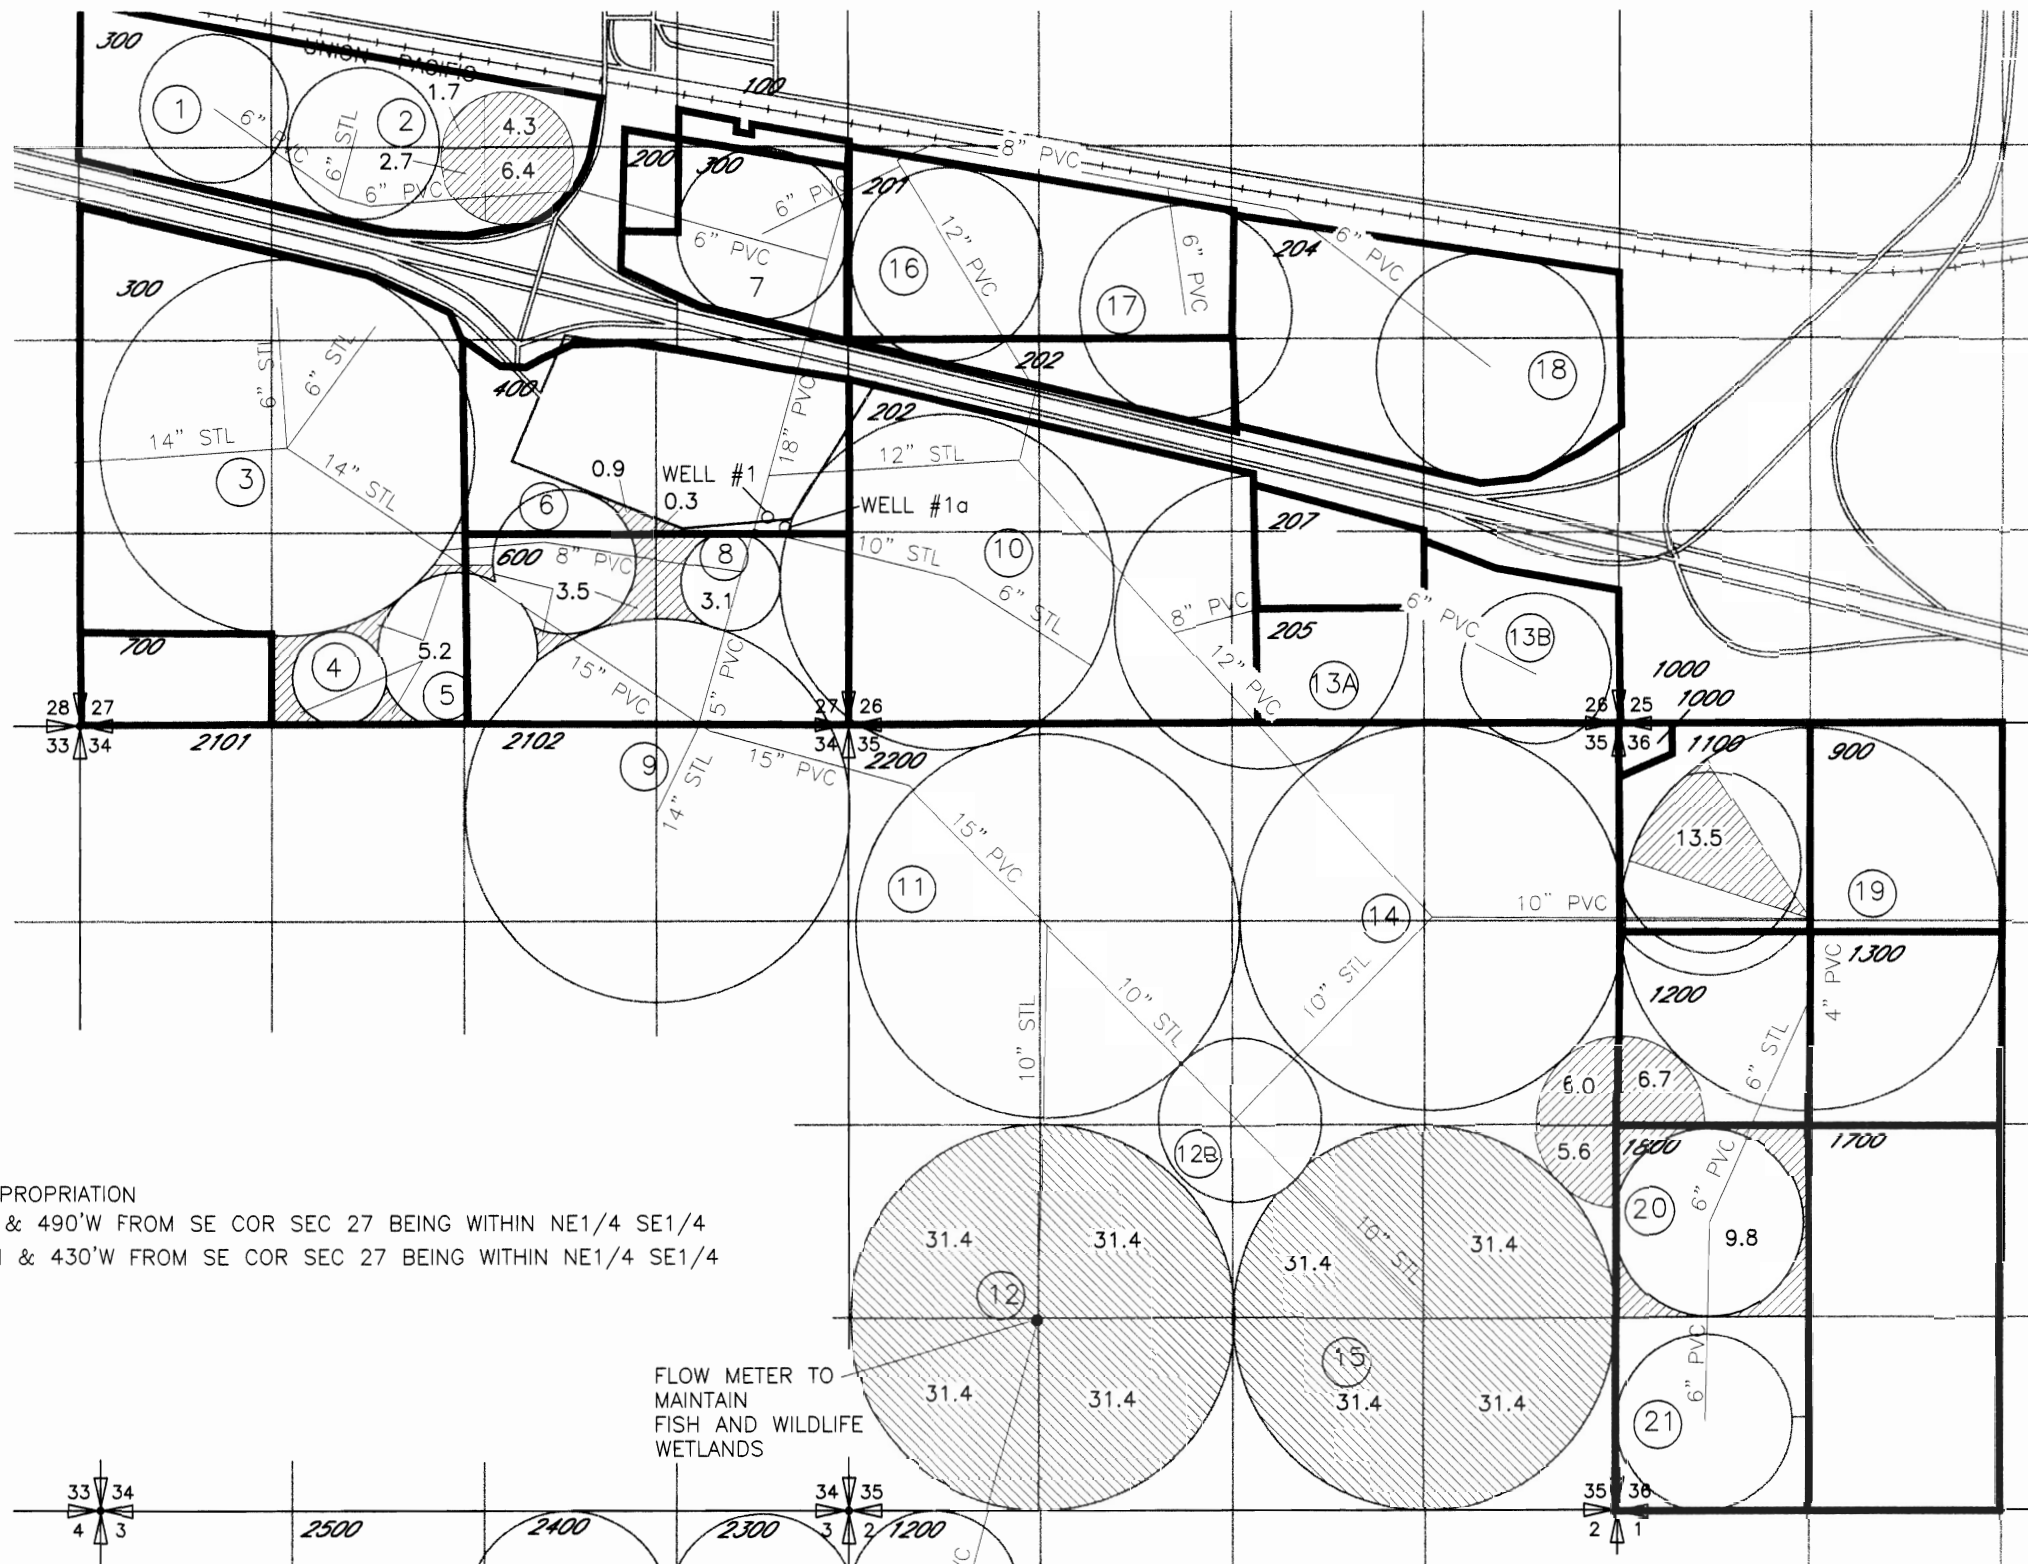 300
UNION PACIFIC
1.7
100
1
2
6" PVC
6" STL
4.3
2.7
6.4
6" PVC
200
300
8" PVC
6" PVC
201
12" PVC
6" PVC
7
16
6" PVC
204
6" PVC
17
300
6" STL
6" STL
400
202
18
18" PVC
202
14" STL
3
14" STL
12" STL
0.9
WELL #1
0.3
6
WELL #1a
207
10
10" STL
600
8" PVC
8
3.5
3.1
6" STL
8" PVC
6" PVC
205
13B
700
4
5.2
5
15" PVC
15" PVC
12" PVC
13A
1000
1000
28 27
33 34
2101
2102
27 26
34 35
2200
26 25
35 36
1100
900
9
15" PVC
14" STL
15" PVC
13.5
11
14
10" PVC
19
1300
4" PVC
1200
10" STL
10" STL
10" STL
6" STL
6.0
6.7
12B
5.6
1800
1700
6" PVC
PROPRIATION
& 490'W FROM SE COR SEC 27 BEING WITHIN NE1/4 SE1/4
& 430'W FROM SE COR SEC 27 BEING WITHIN NE1/4 SE1/4
20
9.8
31.4
31.4
31.4
31.4
10" STL
12
15
6" PVC
FLOW METER TO
MAINTAIN
FISH AND WILDLIFE
WETLANDS
31.4
31.4
31.4
31.4
21
33 34
4 3
2500
2400
2300
34 35
3 2
1200
35 36
2 1